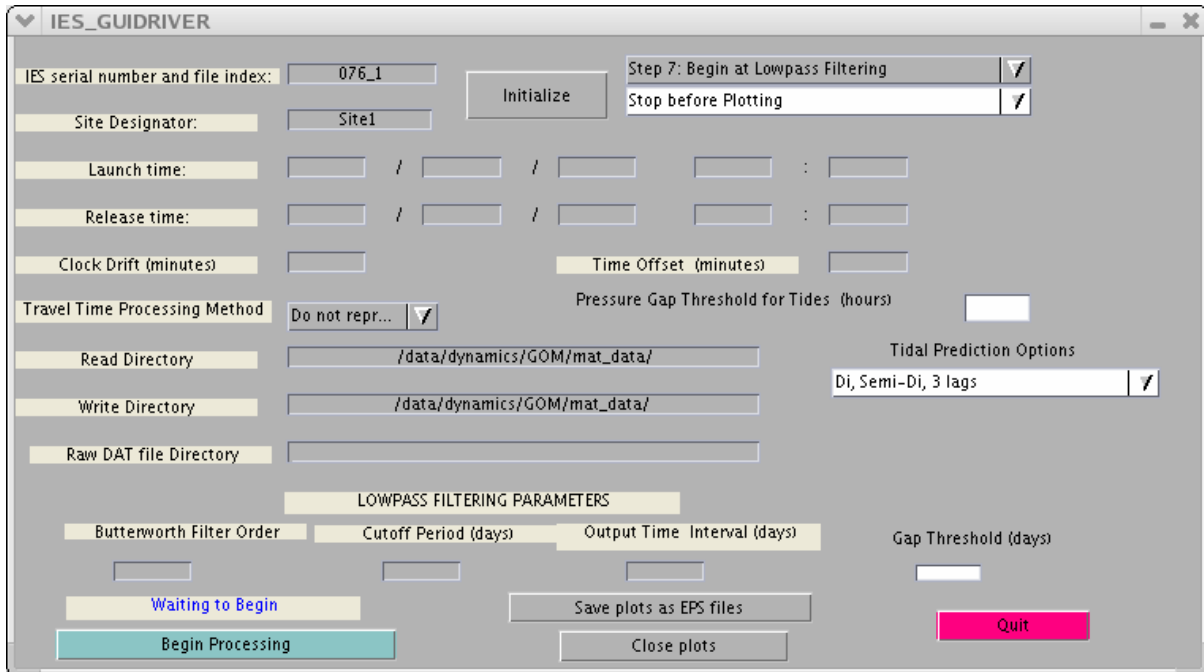 IES_GUIDRIVER
IES serial number and file index: 076_1 Initialize Step 7: Begin at Lowpass Filtering
Stop before Plotting
Site Designator: Site1
Launch time: / / :
Release time: / / :
Clock Drift (minutes) Time Offset (minutes)
Travel Time Processing Method Do not repr... Pressure Gap Threshold for Tides (hours)
Read Directory /data/dynamics/GOM/mat_data/ Tidal Prediction Options
Di, Semi-Di, 3 lags
Write Directory /data/dynamics/GOM/mat_data/
Raw DAT file Directory
LOWPASS FILTERING PARAMETERS
Butterworth Filter Order Cutoff Period (days) Output Time Interval (days) Gap Threshold (days)
Waiting to Begin Save plots as EPS files
Begin Processing Close plots Quit